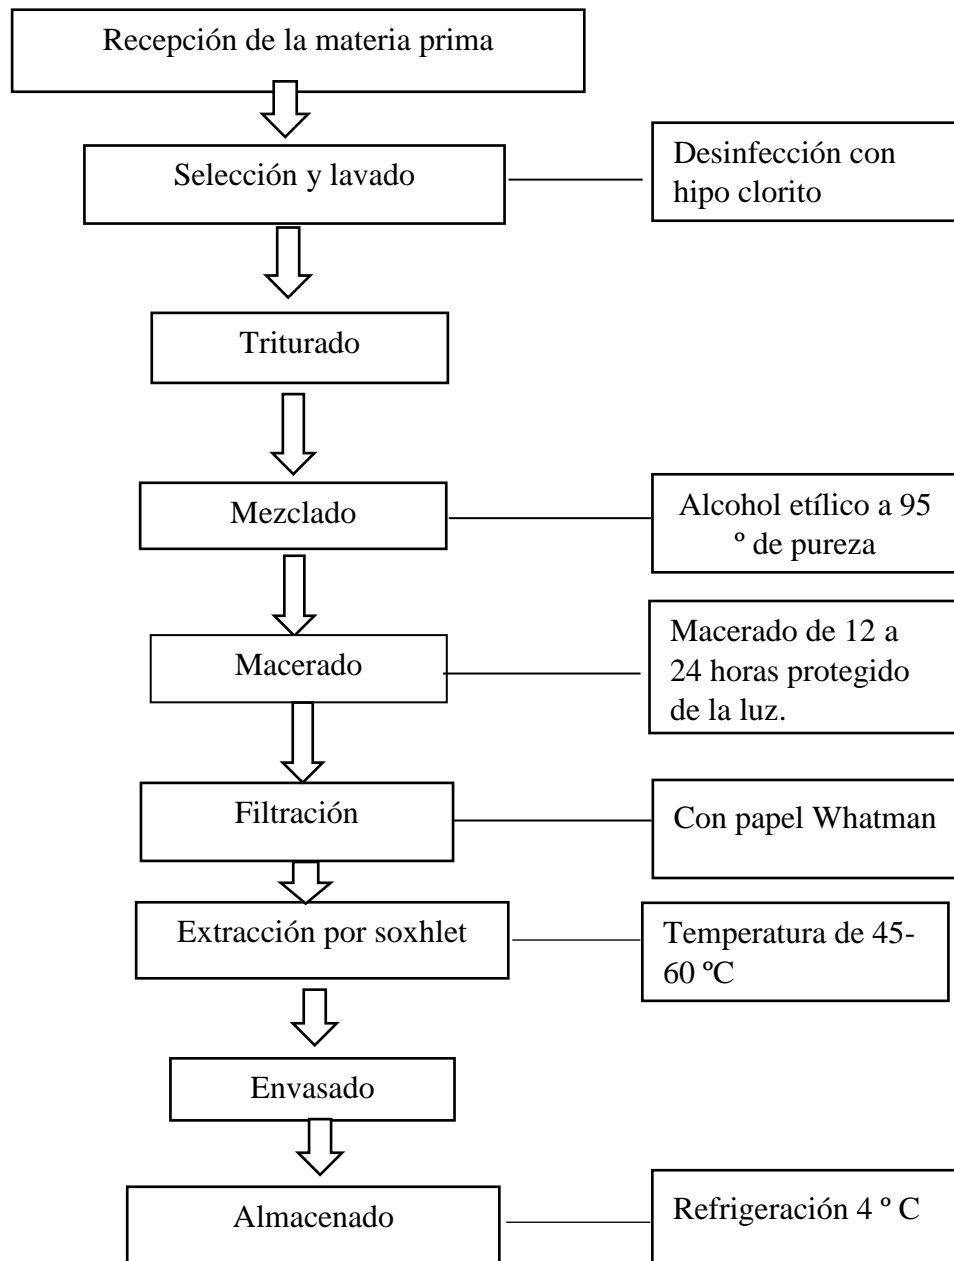 Recepción de la materia prima
Selección y lavado
Desinfección con
hipo clorito
Triturado
Mezclado
Alcohol etílico a 95
º de pureza
Macerado
Macerado de 12 a
24 horas protegido
de la luz.
Filtración
Con papel Whatman
Extracción por soxhlet
Temperatura de 45-
60 ºC
Envasado
Almacenado
Refrigeración 4 º C